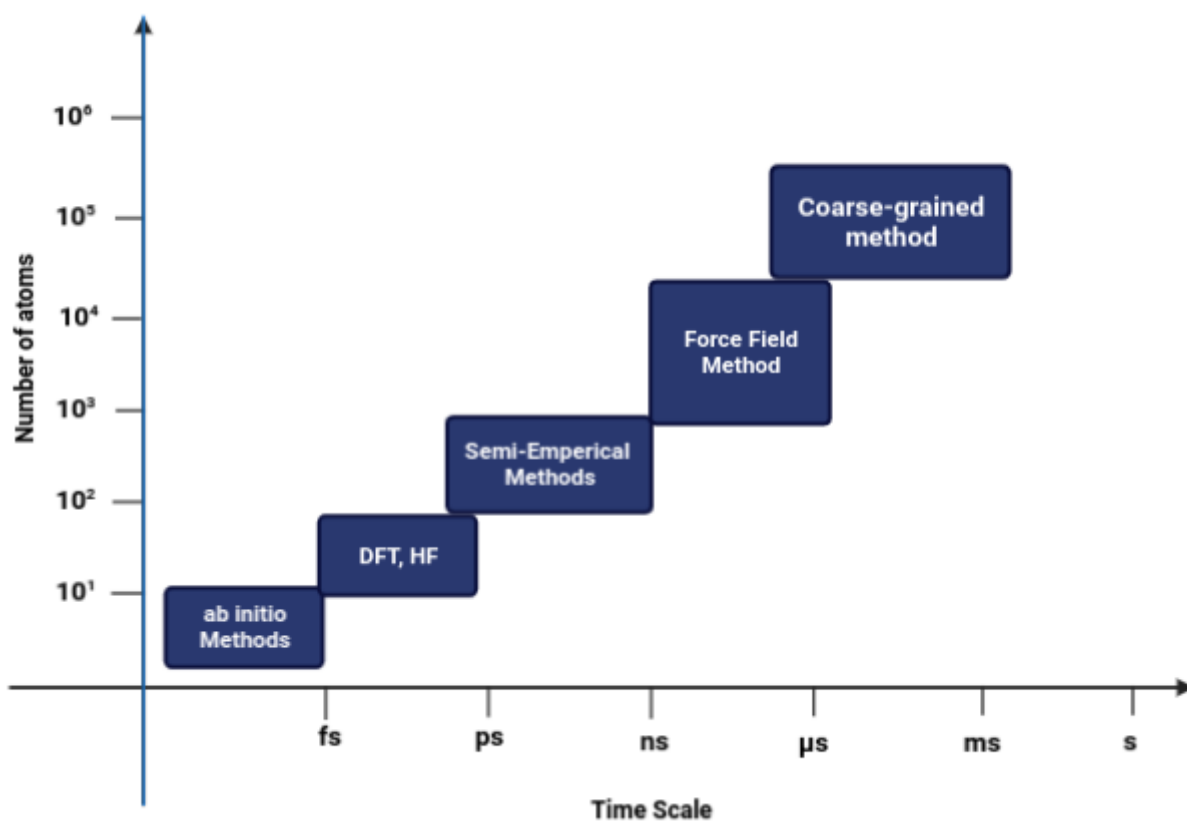 10⁶
10⁵
10⁴
10³
10²
10¹
Number of atoms
Coarse-grained
method
Force Field
Method
Semi-Emperical
Methods
DFT, HF
ab initio
Methods
fs
ps
ns
µs
ms
s
Time Scale